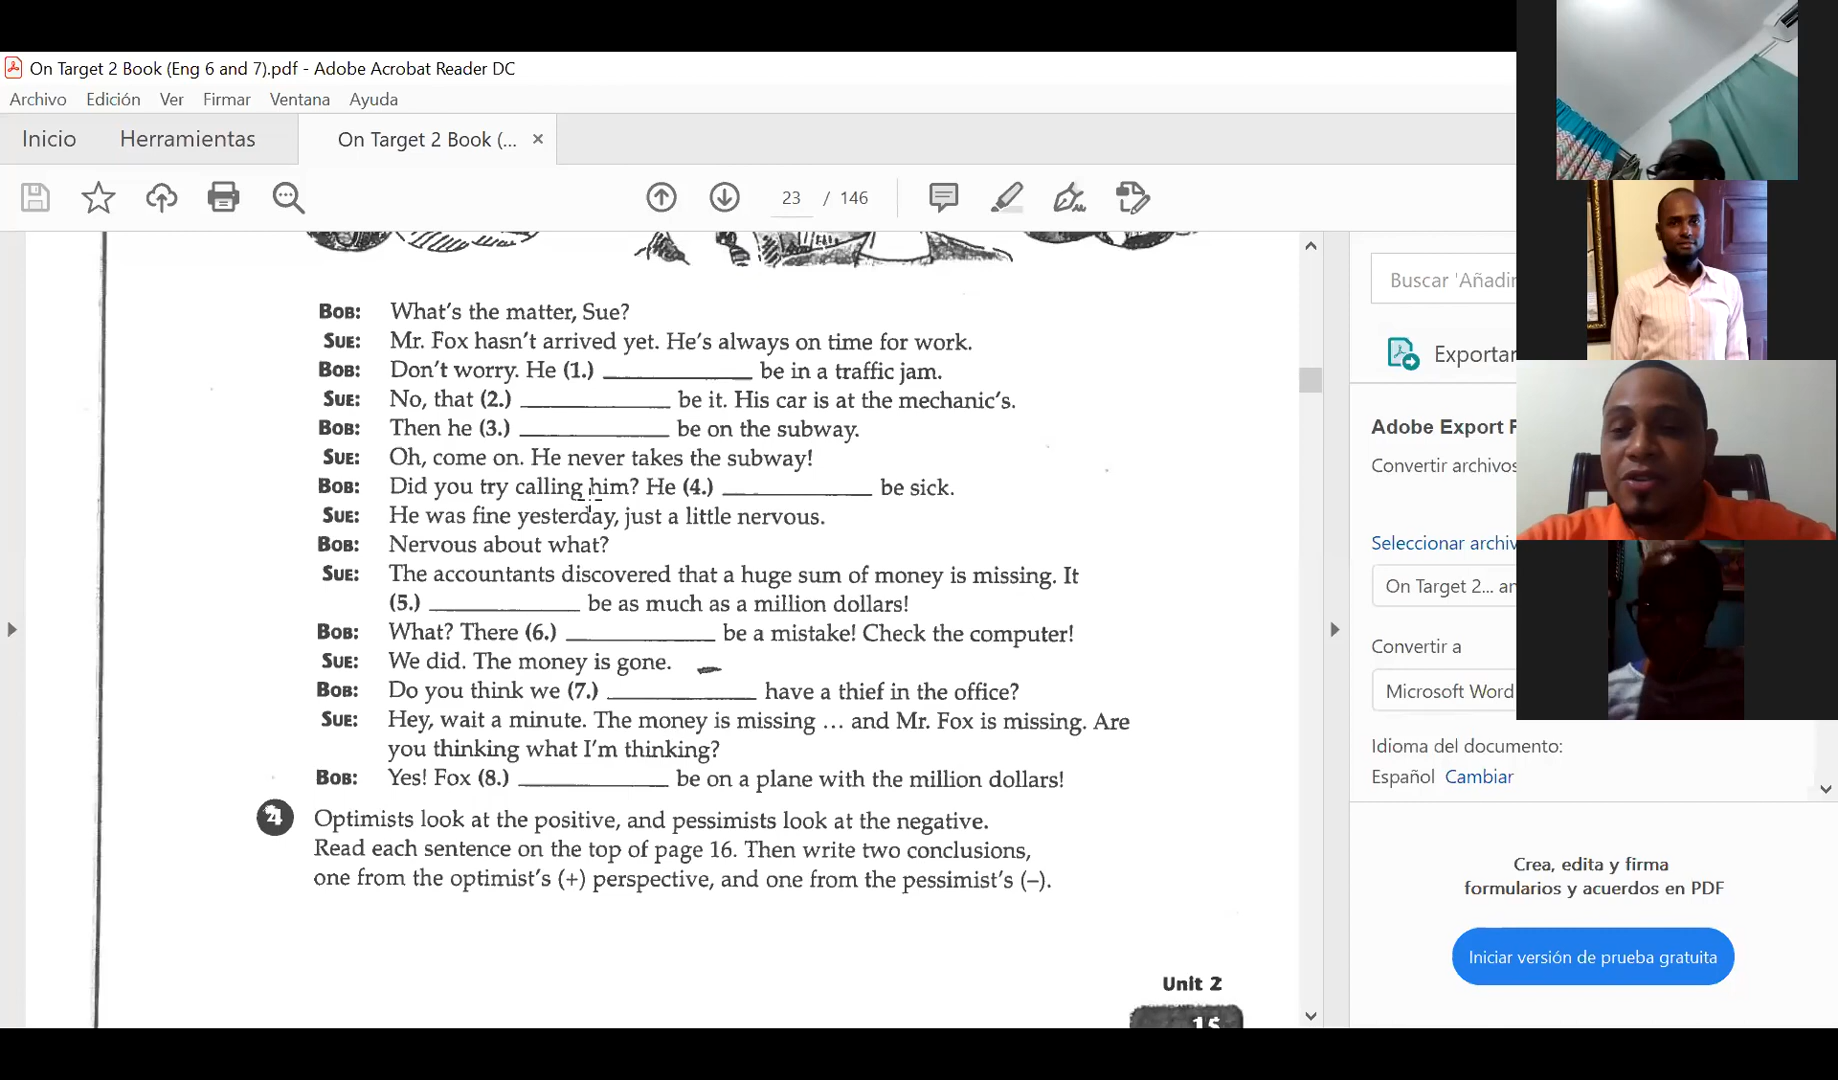 On Target 2 Book (Eng 6 and 7).pdf - Adobe Acrobat Reader DC
Archivo Edición Ver Firmar Ventana Ayuda
Inicio Herramientas On Target 2 Book (... ×
23 / 146
BOB: What's the matter, Sue?
SUE: Mr. Fox hasn't arrived yet. He's always on time for work.
BOB: Don't worry. He (1.) ____________ be in a traffic jam.
SUE: No, that (2.) ____________ be it. His car is at the mechanic's.
BOB: Then he (3.) ____________ be on the subway.
SUE: Oh, come on. He never takes the subway!
BOB: Did you try calling him? He (4.) ____________ be sick.
SUE: He was fine yesterday, just a little nervous.
BOB: Nervous about what?
SUE: The accountants discovered that a huge sum of money is missing. It
(5.) ____________ be as much as a million dollars!
BOB: What? There (6.) ____________ be a mistake! Check the computer!
SUE: We did. The money is gone.
BOB: Do you think we (7.) ____________ have a thief in the office?
SUE: Hey, wait a minute. The money is missing … and Mr. Fox is missing. Are
you thinking what I'm thinking?
BOB: Yes! Fox (8.) ____________ be on a plane with the million dollars!
4 Optimists look at the positive, and pessimists look at the negative.
Read each sentence on the top of page 16. Then write two conclusions,
one from the optimist's (+) perspective, and one from the pessimist's (–).
Unit 2
15
Buscar 'Añadir
Exportar
Adobe Export P
Convertir archivos
Seleccionar archiv
On Target 2... an
Convertir a
Microsoft Word
Idioma del documento:
Español Cambiar
Crea, edita y firma
formularios y acuerdos en PDF
Iniciar versión de prueba gratuita